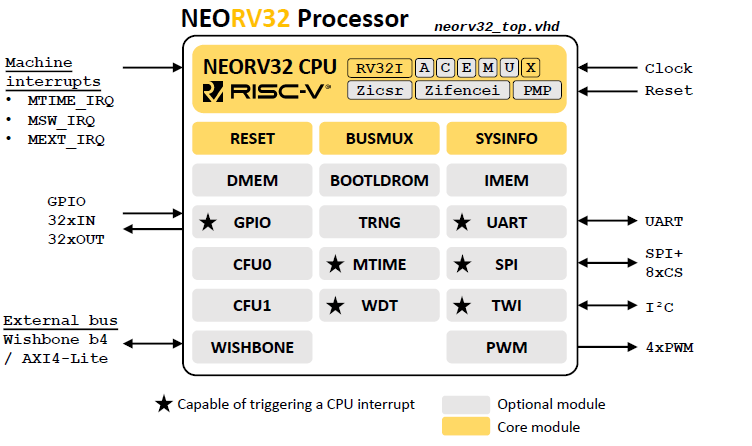 NEORV32 Processor
neorv32_top.vhd
Machine
interrupts
• MTIME_IRQ
• MSW_IRQ
• MEXT_IRQ
NEORV32 CPU
RV32I A C E M U X
RISC-V®
Zicsr Zifencei PMP
Clock
Reset
RESET BUSMUX SYSINFO
DMEM BOOTLDROM IMEM
GPIO
32xIN
32xOUT
★ GPIO TRNG ★ UART
UART
CFU0 ★ MTIME ★ SPI
SPI+
8xCS
CFU1 ★ WDT ★ TWI
I²C
External bus
Wishbone b4
/ AXI4-Lite
WISHBONE PWM
4xPWM
★ Capable of triggering a CPU interrupt
Optional module
Core module